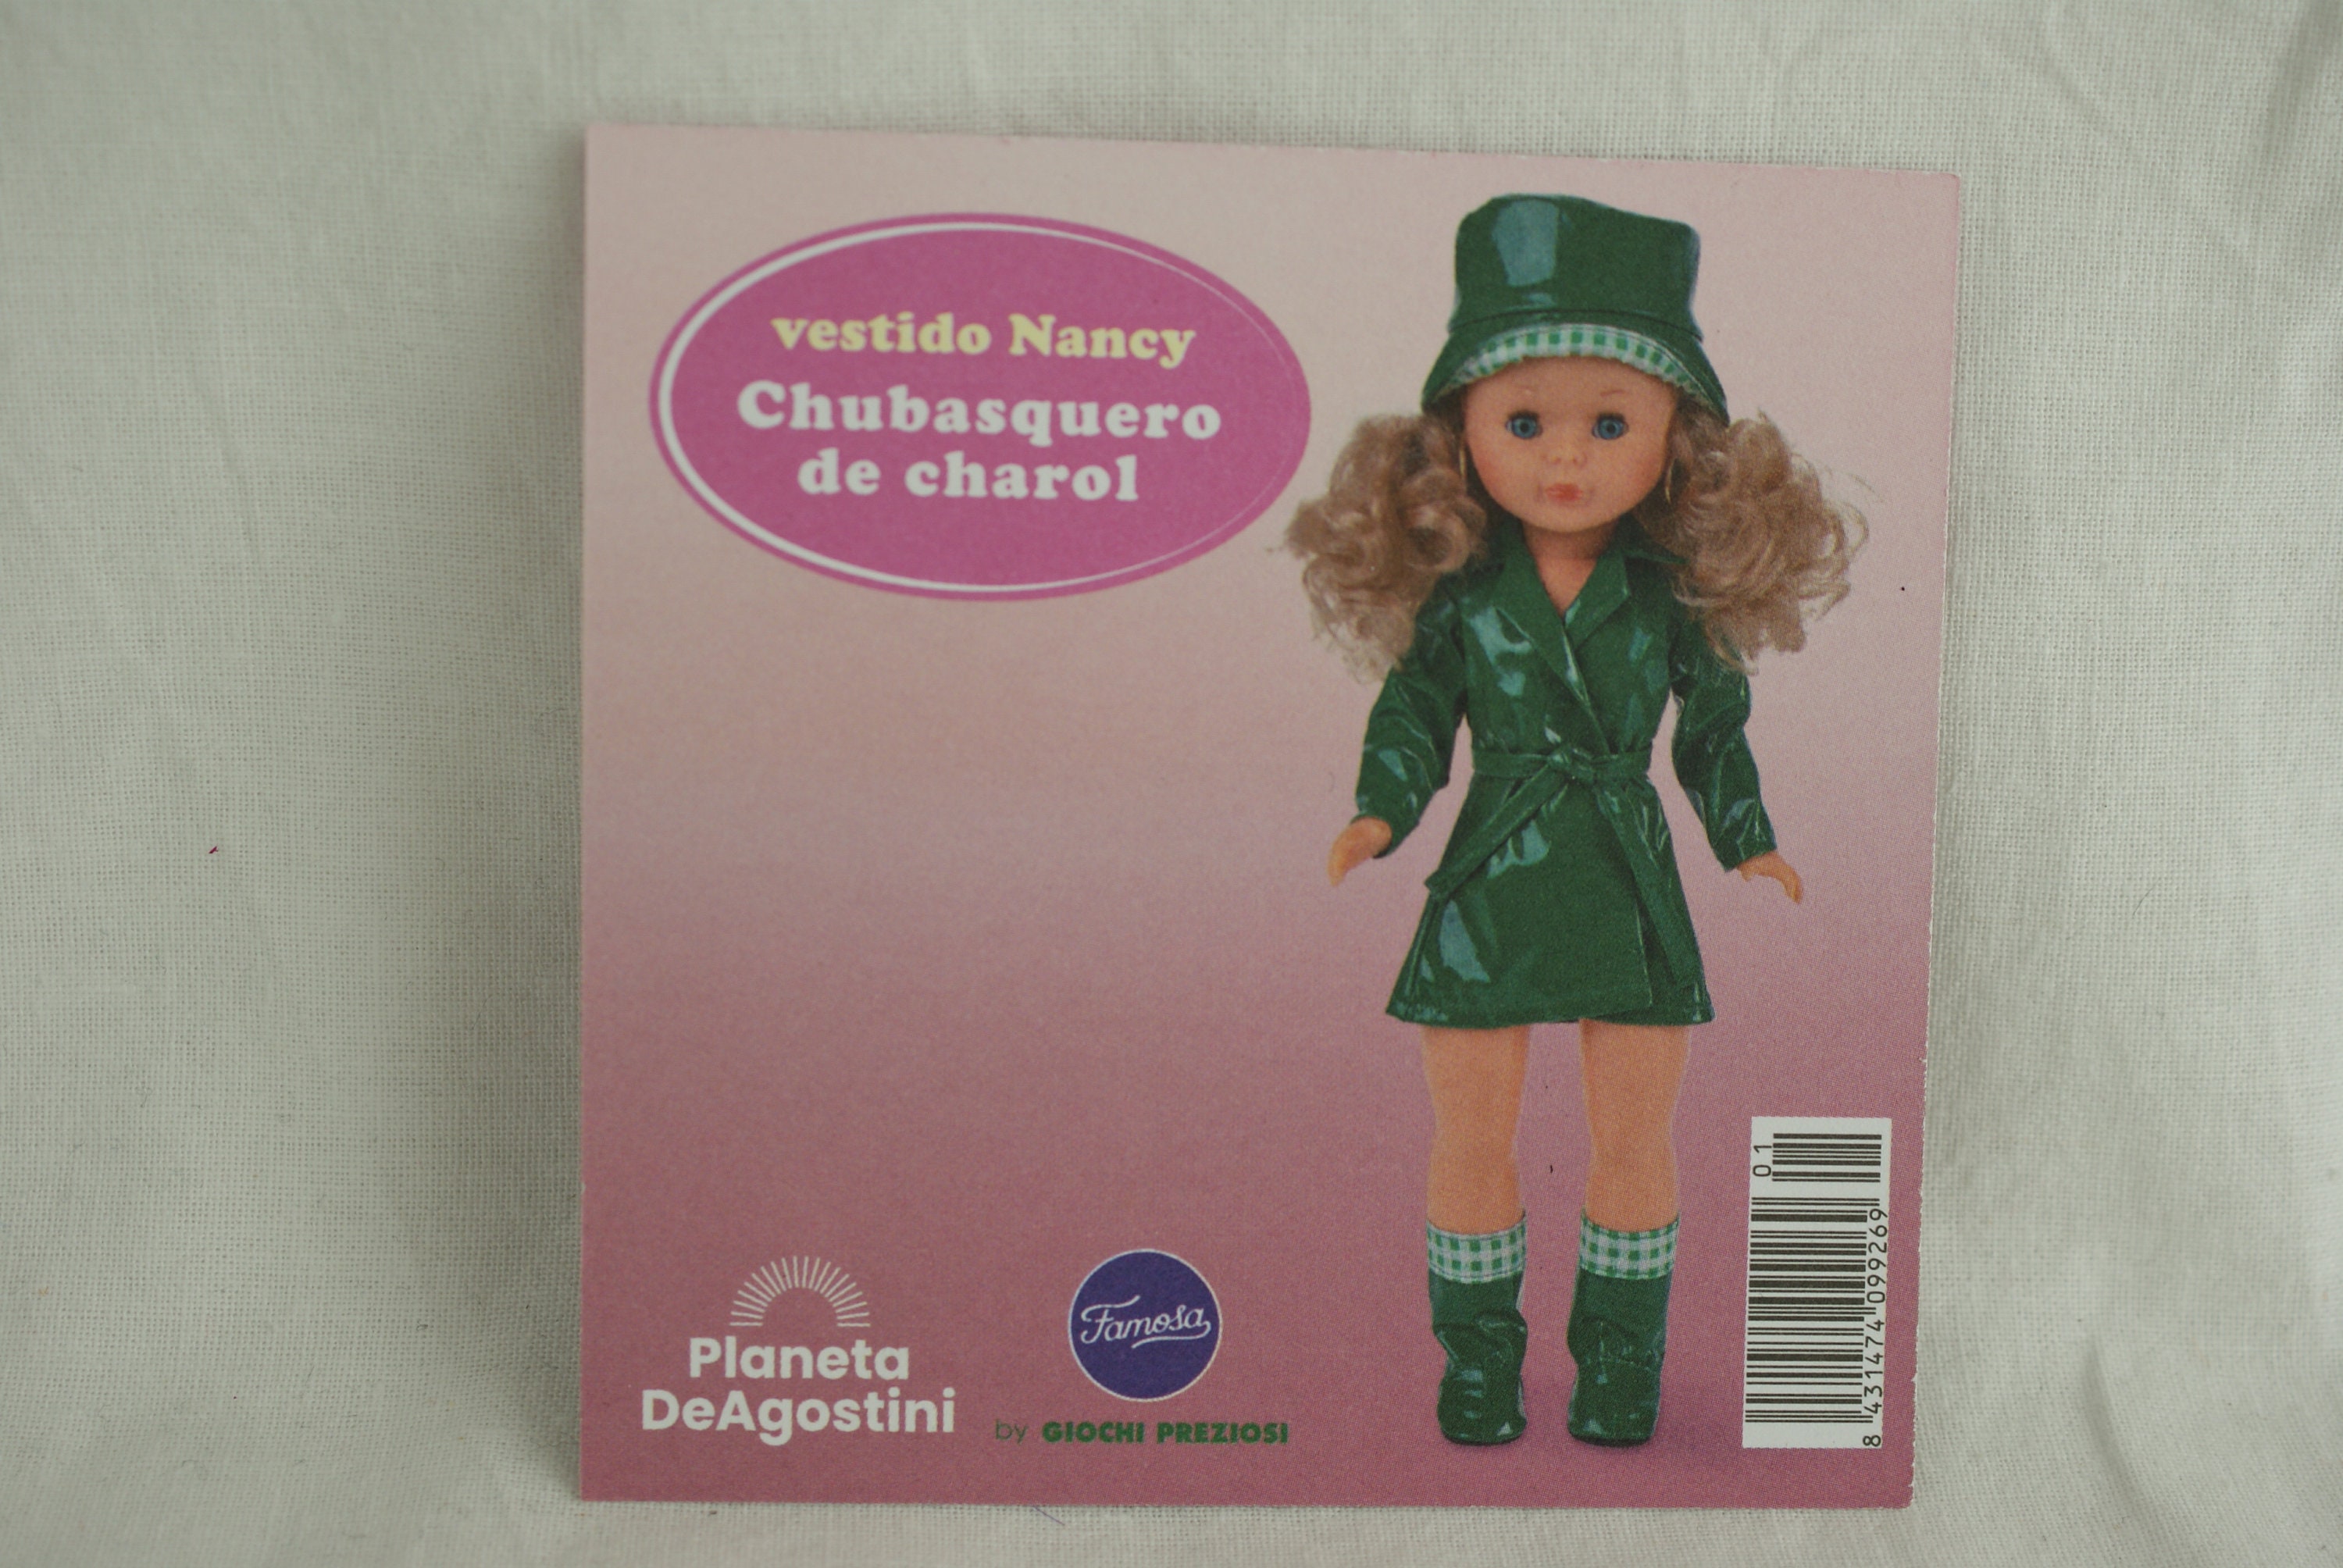 vestido Nancy
Chubasquero
de charol
Planeta
DeAgostini
Famosa
by GIOCHI PREZIOSI
01
8 431474 099269